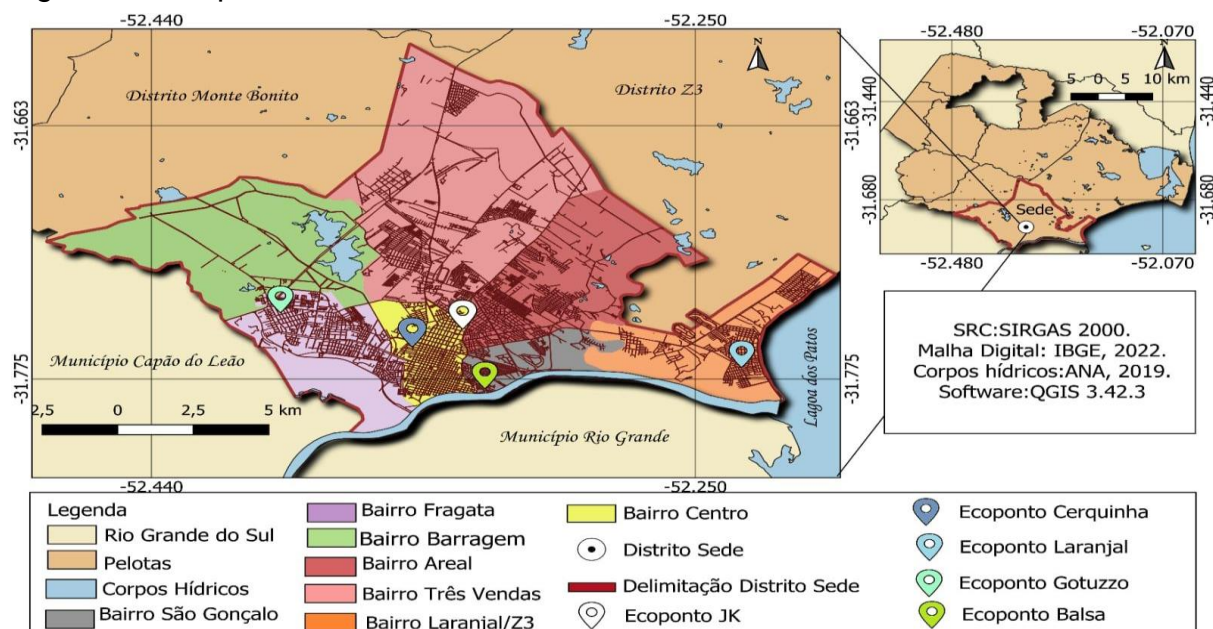 -52.440
-52.250
-31.663
-31.663
-31.775
-31.775
Distrito Monte Bonito
Distrito Z3
N
Município Capão do Leão
Município Rio Grande
Lagoa dos Patos
2,5 0 2,5 5 km
-52.440
-52.250
-52.480
-52.070
N
5 0 5 10 km
-31.440
-31.440
Sede
-31.680
-31.680
-52.480
-52.070
SRC:SIRGAS 2000.
Malha Digital: IBGE, 2022.
Corpos hídricos:ANA, 2019.
Software:QGIS 3.42.3
Legenda
Rio Grande do Sul
Pelotas
Corpos Hídricos
Bairro São Gonçalo
Bairro Fragata
Bairro Barragem
Bairro Areal
Bairro Três Vendas
Bairro Laranjal/Z3
Bairro Centro
Distrito Sede
Delimitação Distrito Sede
Ecoponto JK
Ecoponto Cerquinha
Ecoponto Laranjal
Ecoponto Gotuzzo
Ecoponto Balsa